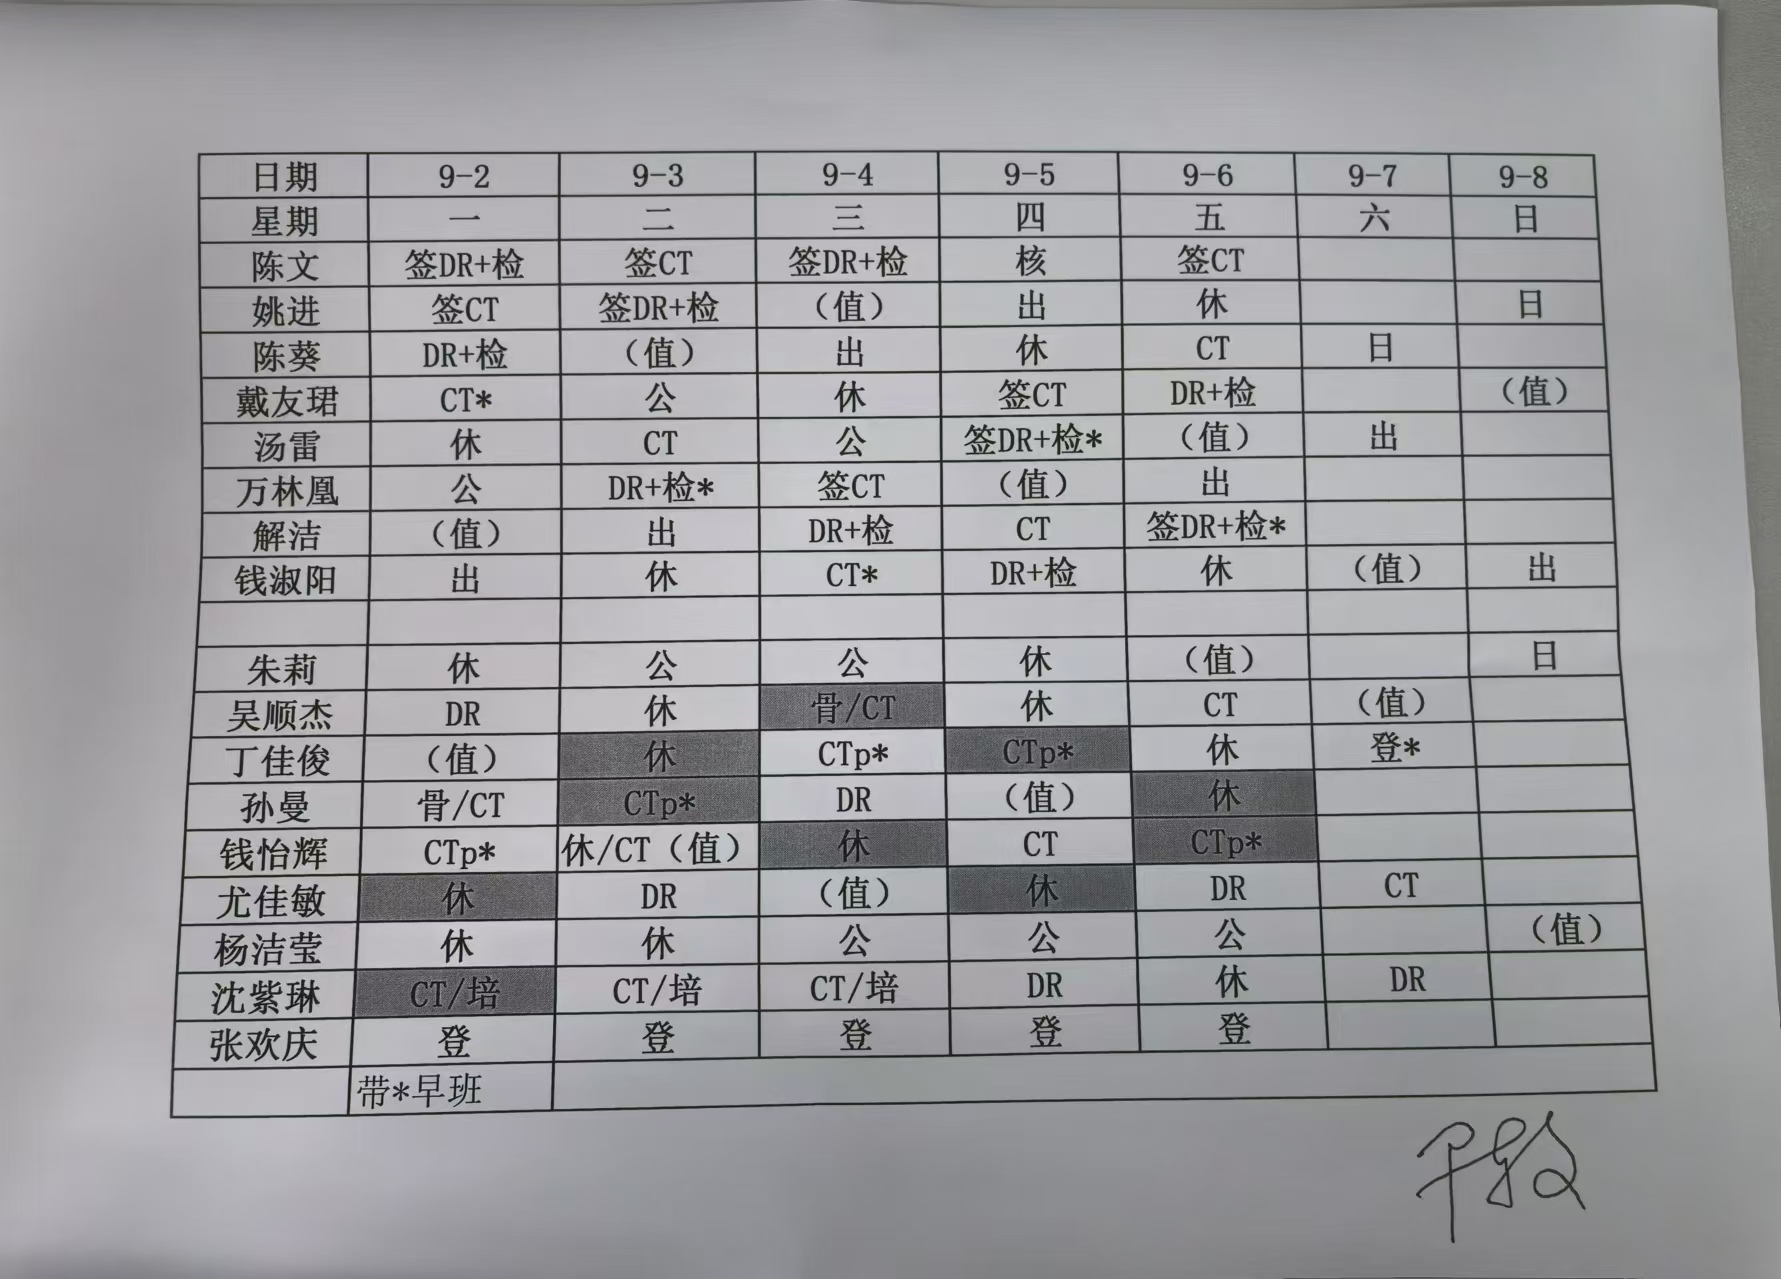 日期 9-2 9-3 9-4 9-5 9-6 9-7 9-8
星期 一 二 三 四 五 六 日
陈文 签DR+检 签CT 签DR+检 核 签CT
姚进 签CT 签DR+检 （值） 出 休 日
陈葵 DR+检 （值） 出 休 CT 日
戴友珺 CT* 公 休 签CT DR+检 （值）
汤雷 休 CT 公 签DR+检* （值） 出
万林凰 公 DR+检* 签CT （值） 出
解洁 （值） 出 DR+检 CT 签DR+检*
钱淑阳 出 休 CT* DR+检 休 （值） 出
朱莉 休 公 公 休 （值） 日
吴顺杰 DR 休 骨/CT 休 CT （值）
丁佳俊 （值） 休 CTp* CTp* 休 登*
孙曼 骨/CT CTp* DR （值） 休
钱怡辉 CTp* 休/CT（值） 休 CT CTp*
尤佳敏 休 DR （值） 休 DR CT
杨洁莹 休 休 公 公 公 （值）
沈紫琳 CT/培 CT/培 CT/培 DR 休 DR
张欢庆 登 登 登 登 登
带*早班